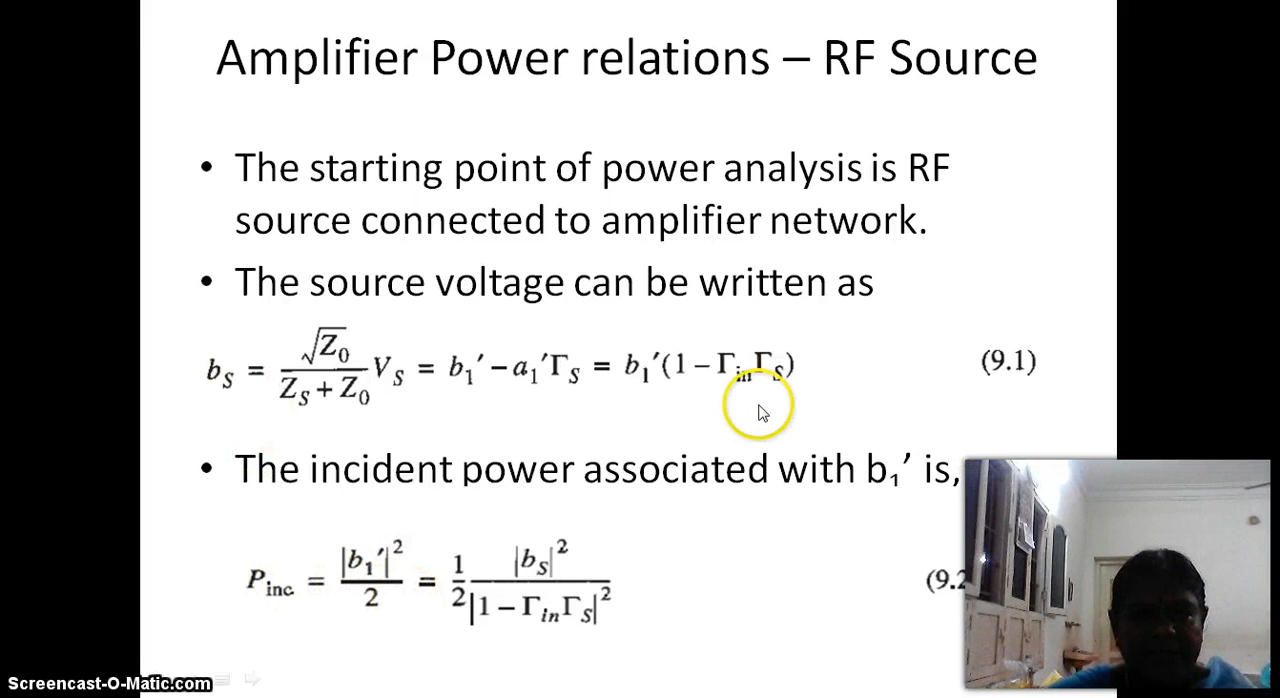 Amplifier Power relations – RF Source
• The starting point of power analysis is RF
source connected to amplifier network.
• The source voltage can be written as
b_S = √Z_0 / (Z_S + Z_0) V_S = b_1′ − a_1′Γ_S = b_1′(1 − Γ_in Γ_S) (9.1)
• The incident power associated with b₁’ is,
P_inc = |b_1′|² / 2 = 1/2 |b_S|² / |1 − Γ_in Γ_S|² (9.2
Screencast-O-Matic.com